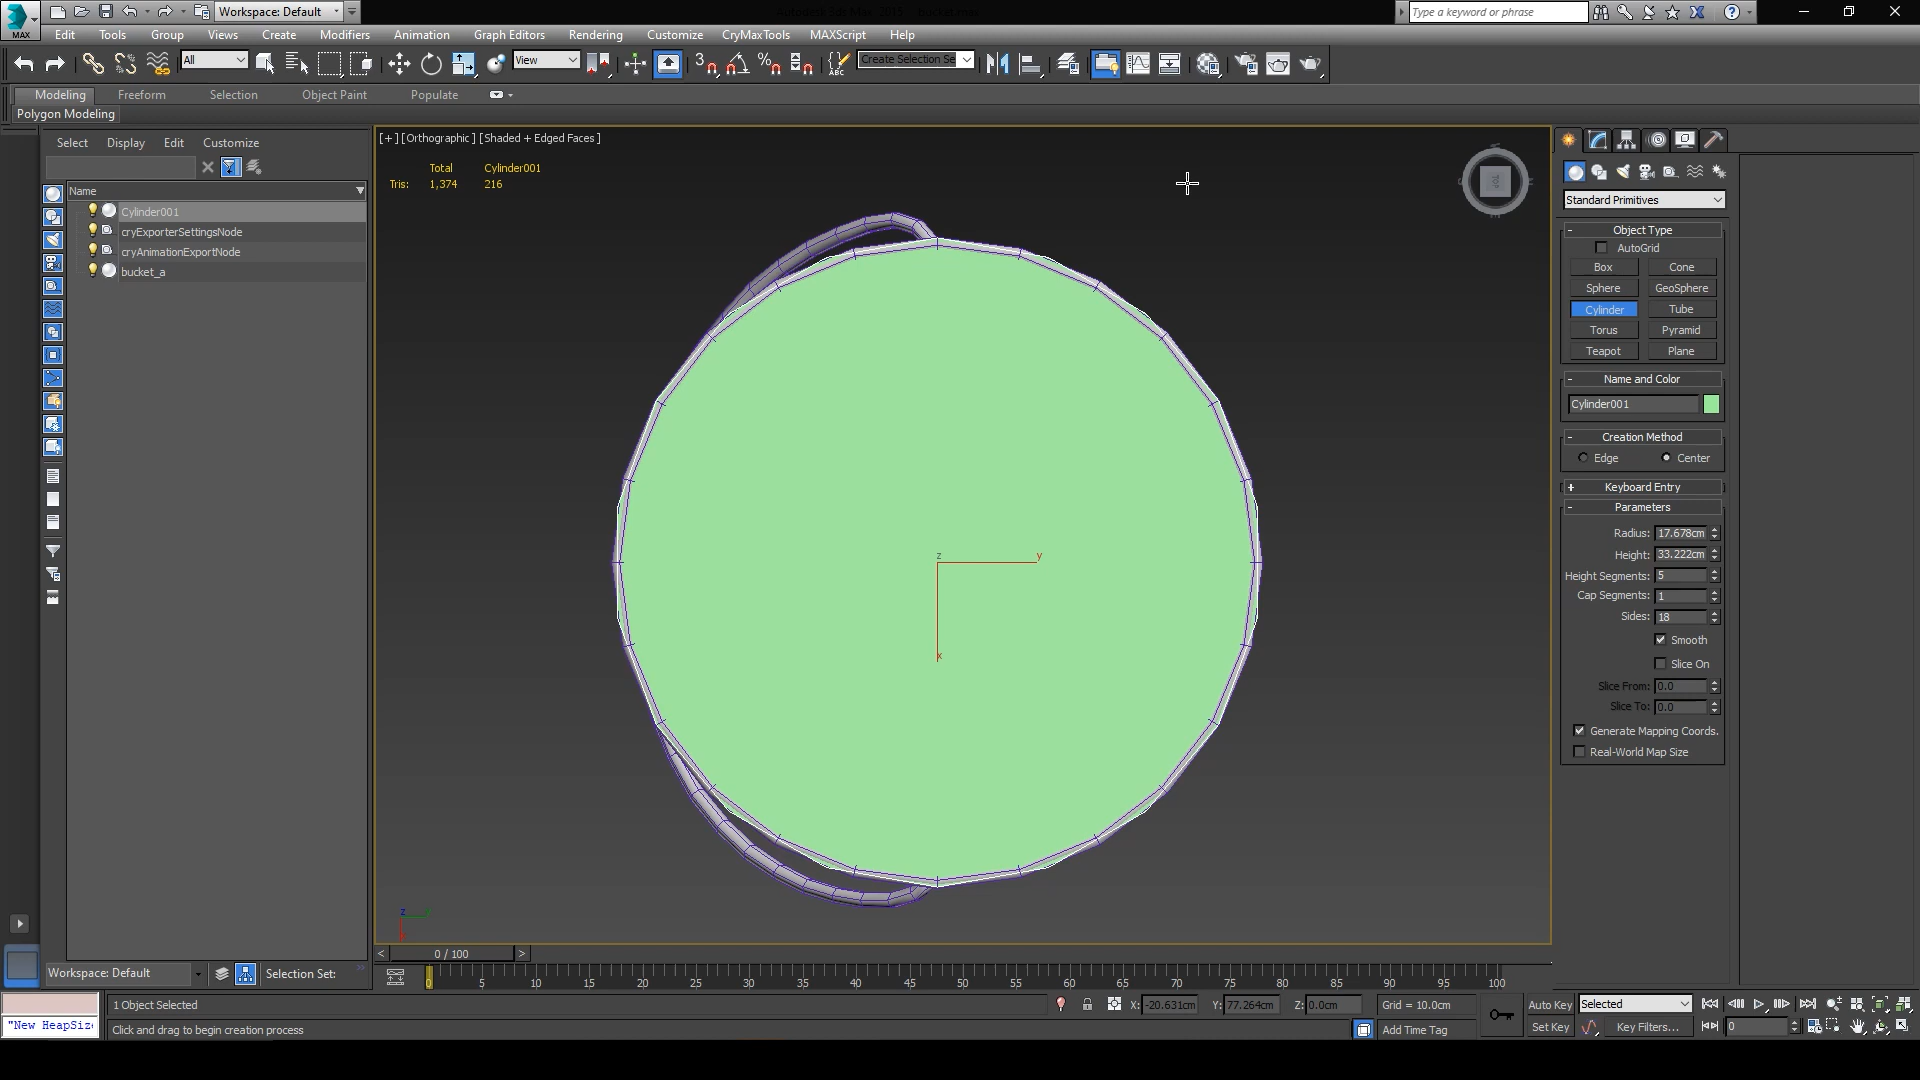 Workspace: Default
Type a keyword or phrase
MAX
Edit Tools Group Views Create Modifiers Animation Graph Editors Rendering Customize CryMaxTools MAXScript Help
All
View
3
ABC
Create Selection Se
Modeling Freeform Selection Object Paint Populate
Polygon Modeling
Select Display Edit Customize
Name
Cylinder001
cryExporterSettingsNode
cryAnimationExportNode
bucket_a
[+] [Orthographic] [Shaded + Edged Faces]
Total Cylinder001
Tris: 1,374 216
z
y
x
z
Standard Primitives
- Object Type
AutoGrid
Box Cone
Sphere GeoSphere
Cylinder Tube
Torus Pyramid
Teapot Plane
- Name and Color
Cylinder001
- Creation Method
Edge Center
+ Keyboard Entry
- Parameters
Radius: 17.678cm
Height: 33.222cm
Height Segments: 5
Cap Segments: 1
Sides: 18
Smooth
Slice On
Slice From: 0.0
Slice To: 0.0
Generate Mapping Coords.
Real-World Map Size
< 0 / 100 >
Workspace: Default Selection Set:
0 5 10 15 20 25 30 35 40 45 50 55 60 65 70 75 80 85 90 95 100
1 Object Selected
X: -20.631cm Y: 77.264cm Z: 0.0cm Grid = 10.0cm
Auto Key Selected
"New HeapSize
Click and drag to begin creation process
Add Time Tag
Set Key Key Filters... 0